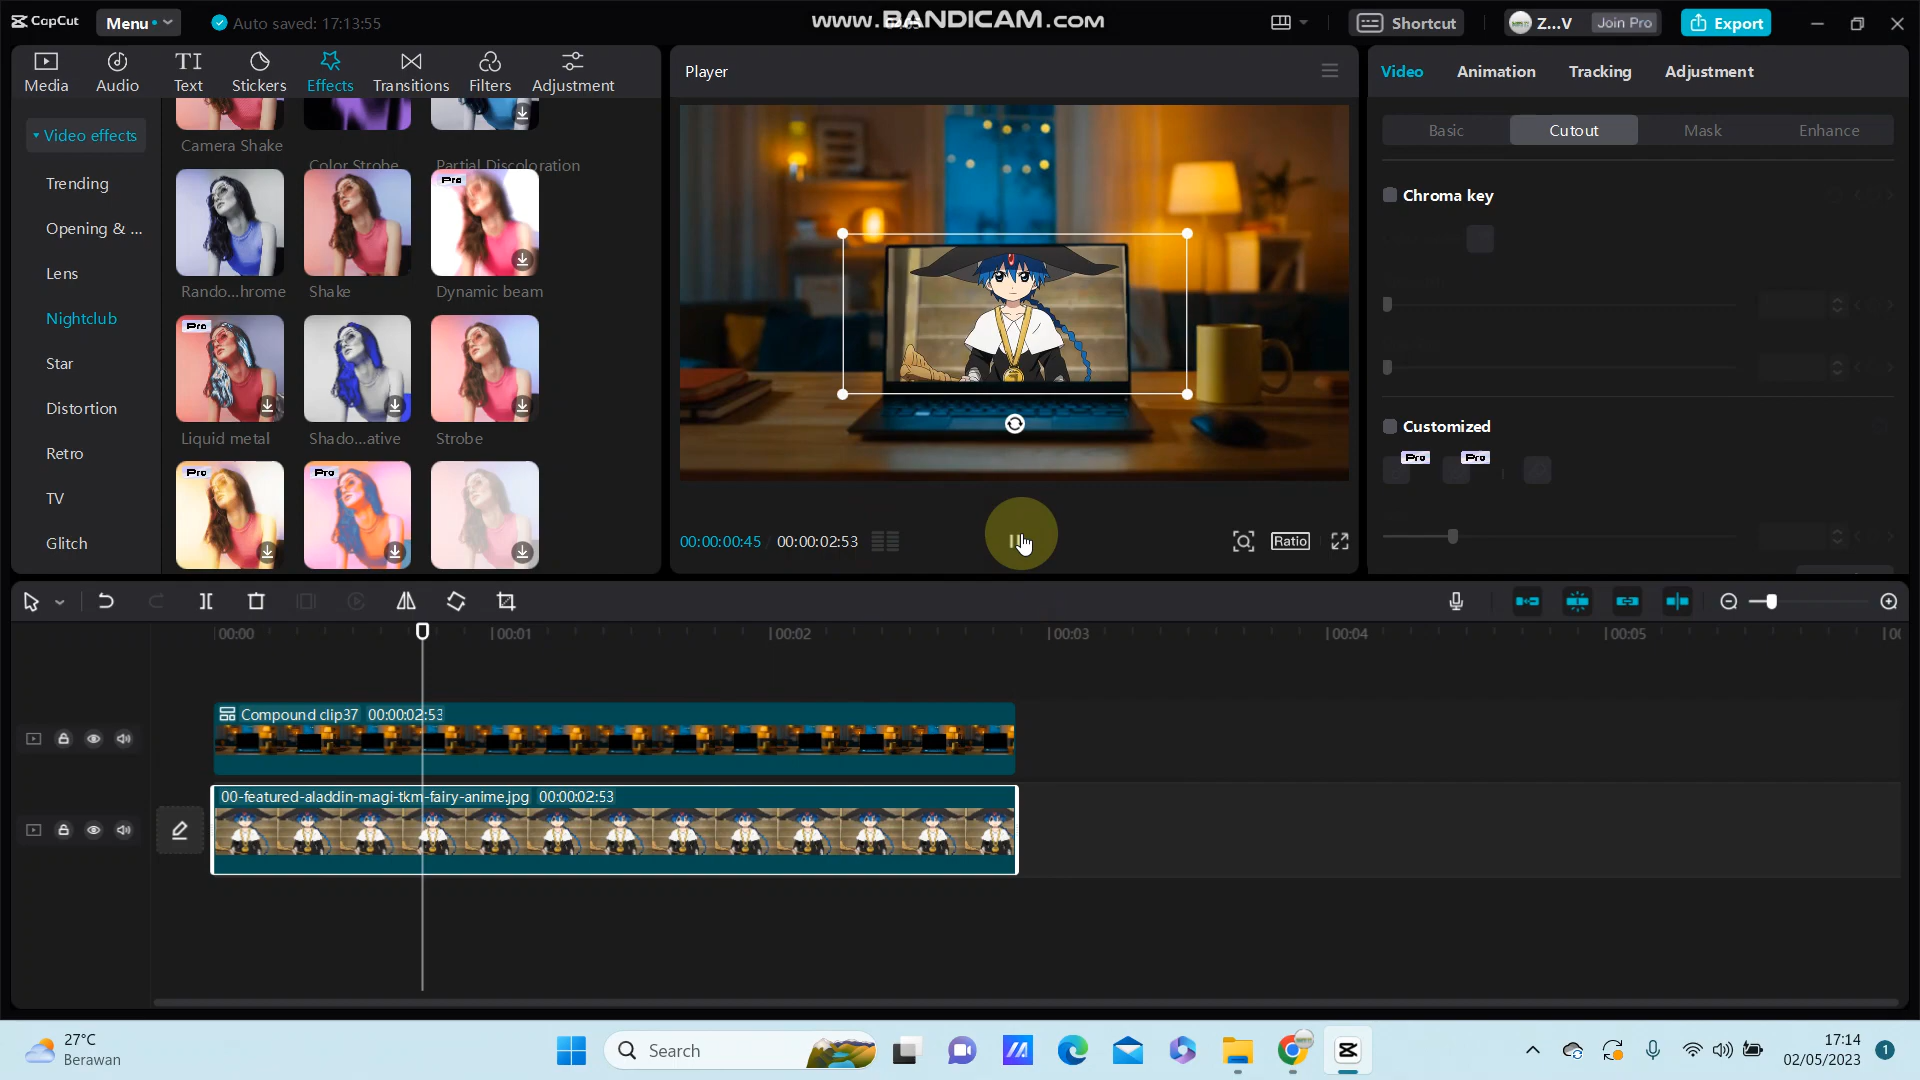 CapCut
Menu
Auto saved: 17:13:55
WWW.BANDICAM.COM
Shortcut
Z...V
Join Pro
Export
Media
Audio
Text
Stickers
Effects
Transitions
Filters
Adjustment
Video effects
Trending
Opening & ...
Lens
Nightclub
Star
Distortion
Retro
TV
Glitch
Camera Shake
Color Strobe
Partial Discoloration
Pro
Rando...hrome
Shake
Dynamic beam
Pro
Liquid metal
Shado...ative
Strobe
Pro
Pro
Player
00:00:00:45
00:00:02:53
Ratio
Video
Animation
Tracking
Adjustment
Basic
Cutout
Mask
Enhance
Chroma key
Customized
Pro
Pro
00:00
00:01
00:02
00:03
00:04
00:05
Compound clip37 00:00:02:53
00-featured-aladdin-magi-tkm-fairy-anime.jpg 00:00:02:53
27°C
Berawan
Search
17:14
02/05/2023
1